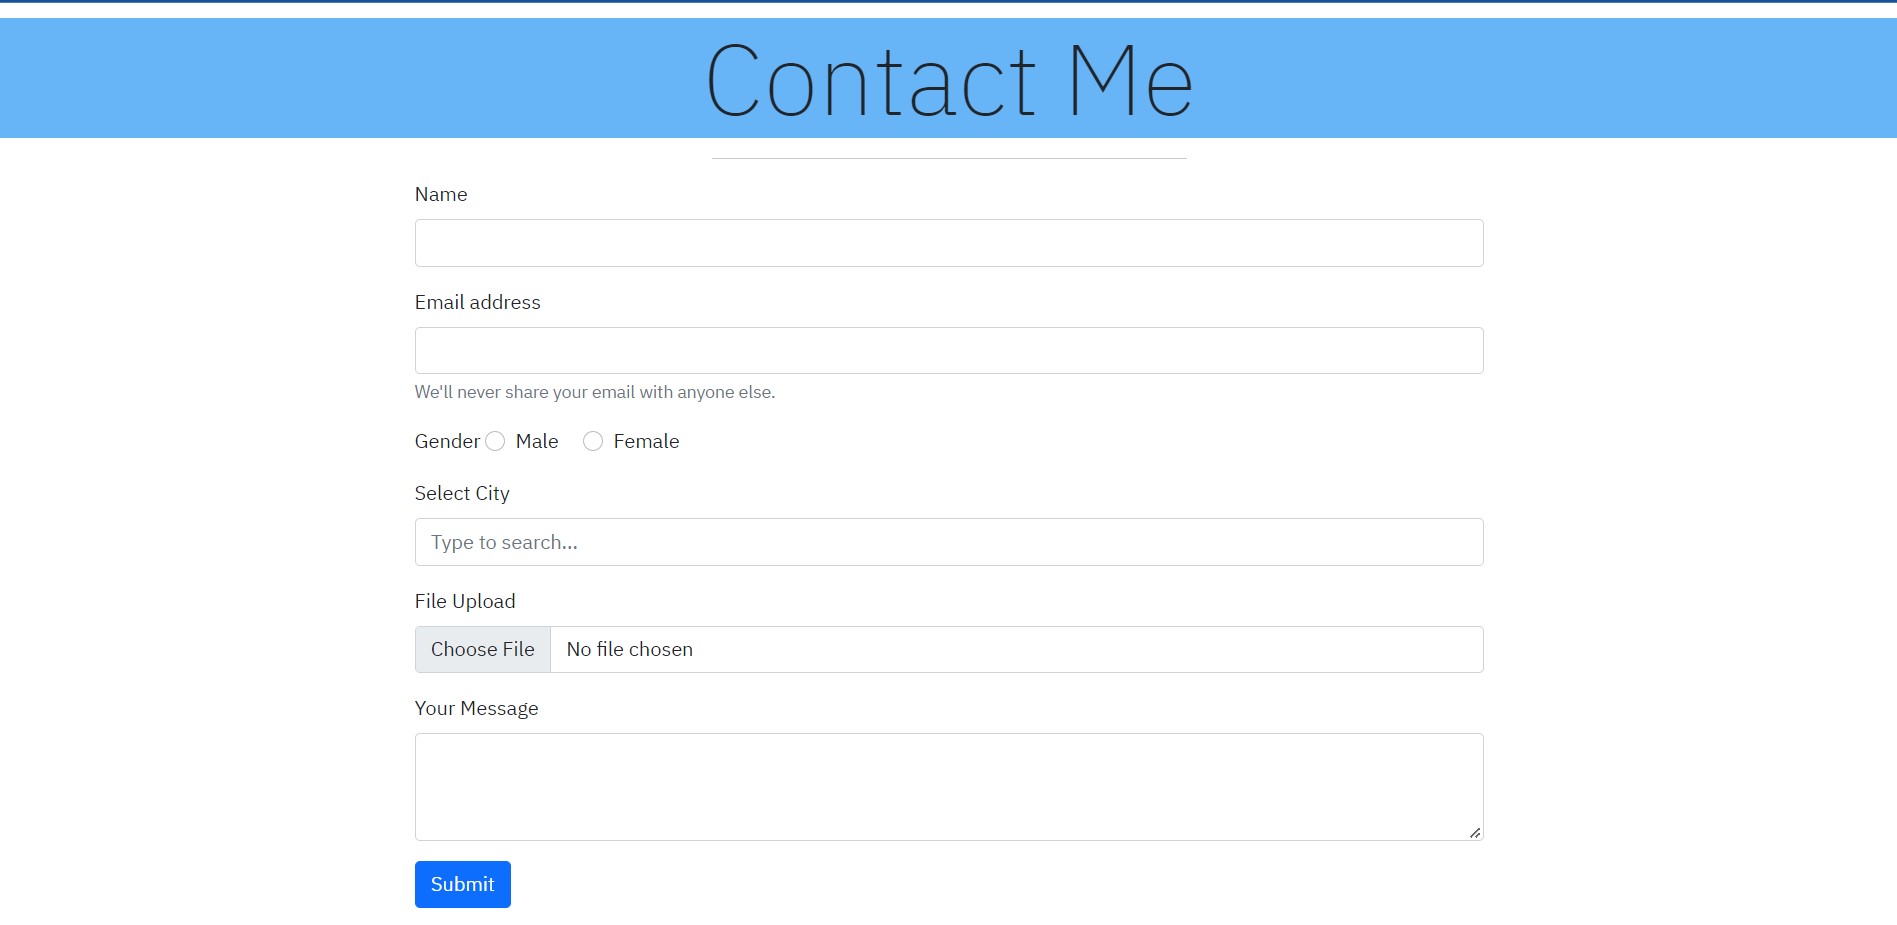 Contact Me
Name
Email address
We'll never share your email with anyone else.
Gender Male Female
Select City
Type to search...
File Upload
Choose File No file chosen
Your Message
Submit